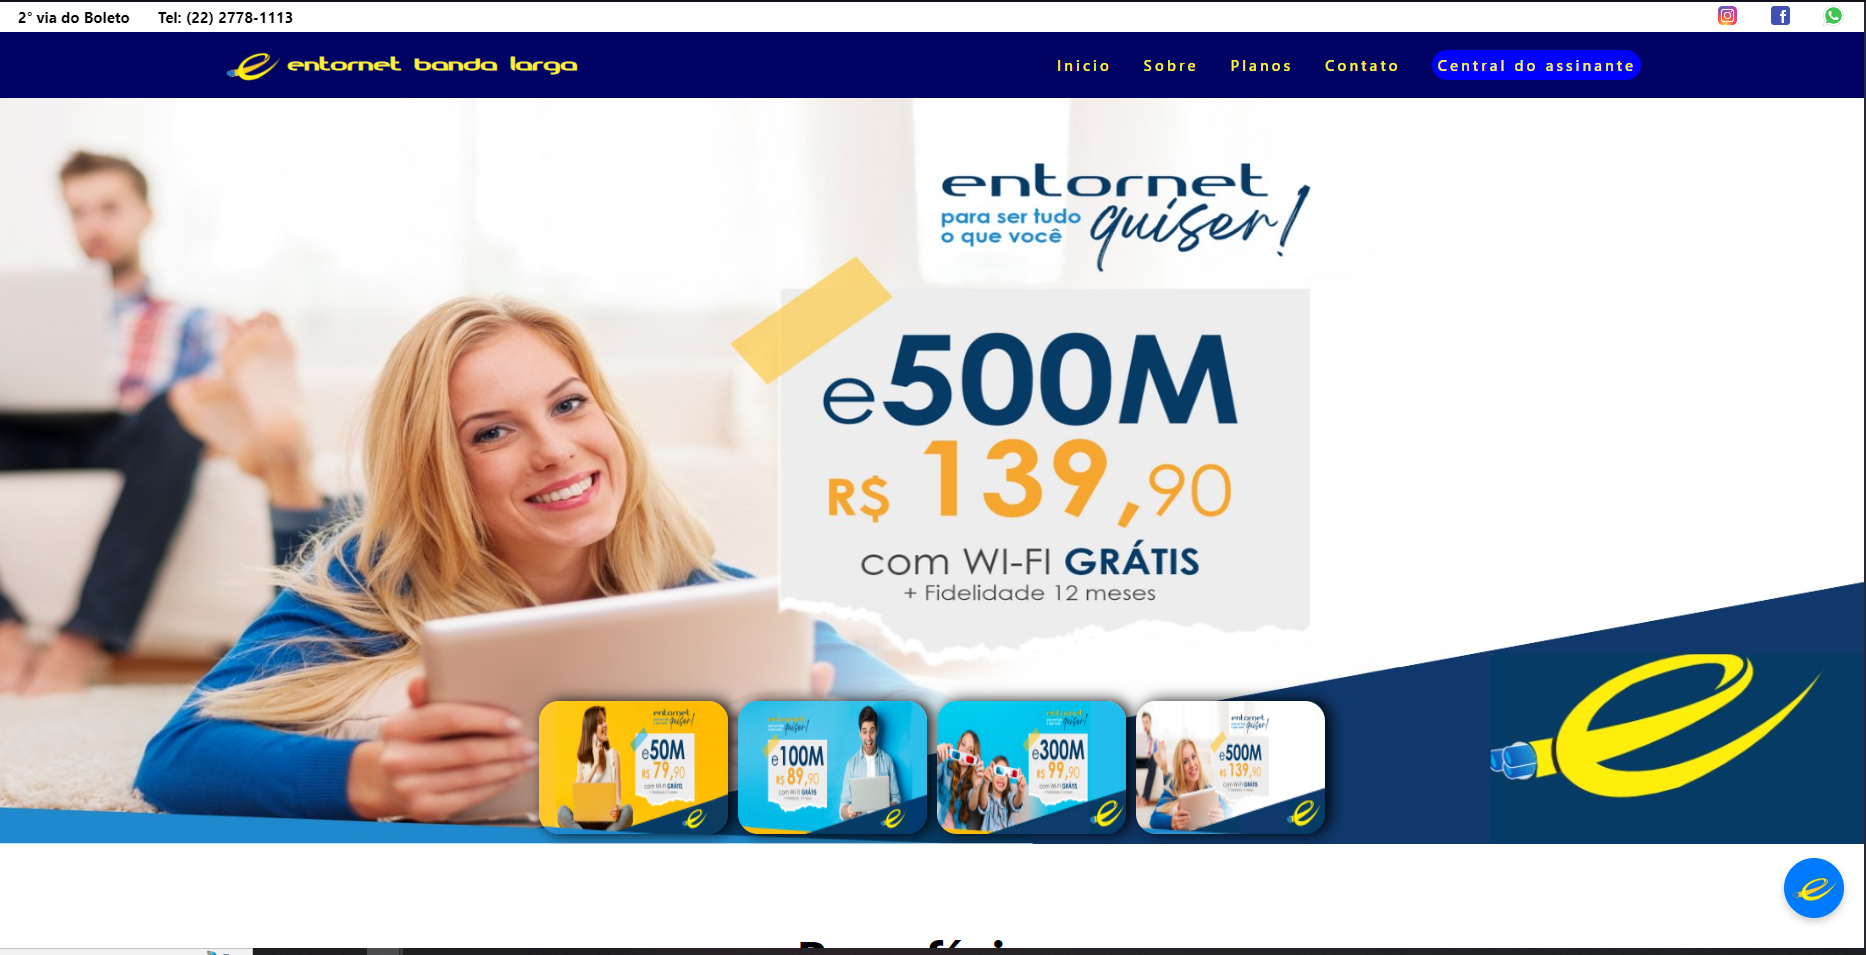 2° via do Boleto Tel: (22) 2778-1113
entornet banda larga
Inicio Sobre Planos Contato Central do assinante
entornet
para ser tudo
o que você quiser!
e500M
R$ 139,90
com WI-FI GRÁTIS
+ Fidelidade 12 meses
entornet
quiser!
e50M
R$ 79,90
com WI-FI GRÁTIS
entornet
quiser!
e100M
R$ 89,90
com WI-FI GRÁTIS
entornet
quiser!
e300M
R$ 99,90
com WI-FI GRÁTIS
entornet
quiser!
e500M
R$ 139,90
com WI-FI GRÁTIS